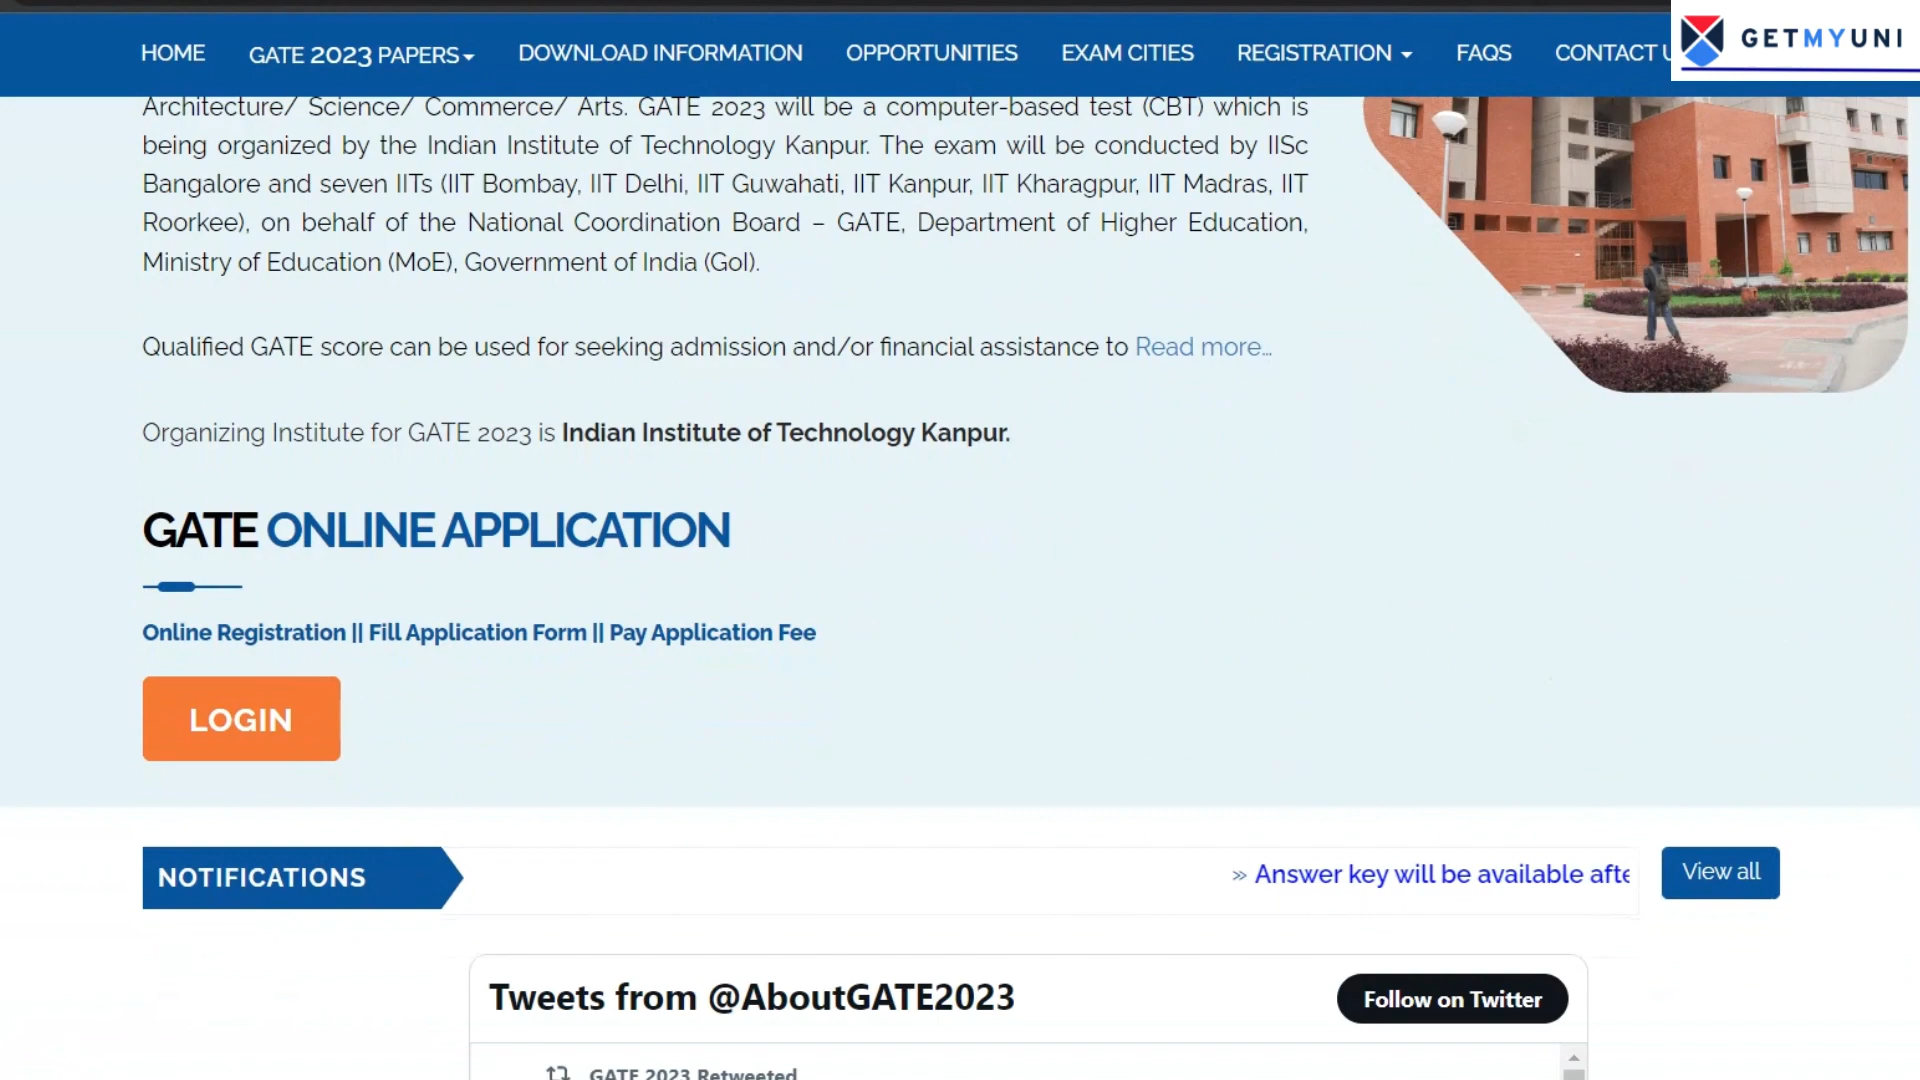 HOME GATE 2023 PAPERS DOWNLOAD INFORMATION OPPORTUNITIES EXAM CITIES REGISTRATION FAQS CONTACT U
GETMYUNI
Architecture/ Science/ Commerce/ Arts. GATE 2023 will be a computer-based test (CBT) which is
being organized by the Indian Institute of Technology Kanpur. The exam will be conducted by IISc
Bangalore and seven IITs (IIT Bombay, IIT Delhi, IIT Guwahati, IIT Kanpur, IIT Kharagpur, IIT Madras, IIT
Roorkee), on behalf of the National Coordination Board – GATE, Department of Higher Education,
Ministry of Education (MoE), Government of India (GoI).
Qualified GATE score can be used for seeking admission and/or financial assistance to Read more...
Organizing Institute for GATE 2023 is Indian Institute of Technology Kanpur.
GATE ONLINE APPLICATION
Online Registration || Fill Application Form || Pay Application Fee
LOGIN
NOTIFICATIONS
» Answer key will be available afte
View all
Tweets from @AboutGATE2023
Follow on Twitter
GATE 2023 Retweeted